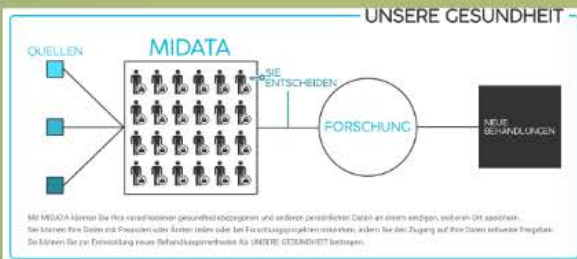 UNSERE GESUNDHEIT
QUELLEN
MIDATA
SIE
ENTSCHEIDEN
FORSCHUNG
NEUE
BEHANDLUNGEN
Mit MIDATA können Sie Ihre verschiedenen gesundheitsbezogenen und anderen persönlichen Daten an einem einzigen, sicheren Ort speichern.
Sie können Ihre Daten mit Freunden oder Ärzten teilen oder bei Forschungsprojekten mitwirken, indem Sie den Zugang auf Ihre Daten teilweise freigeben.
So können Sie zur Entwicklung neuer Behandlungsmethoden für UNSERE GESUNDHEIT beitragen.